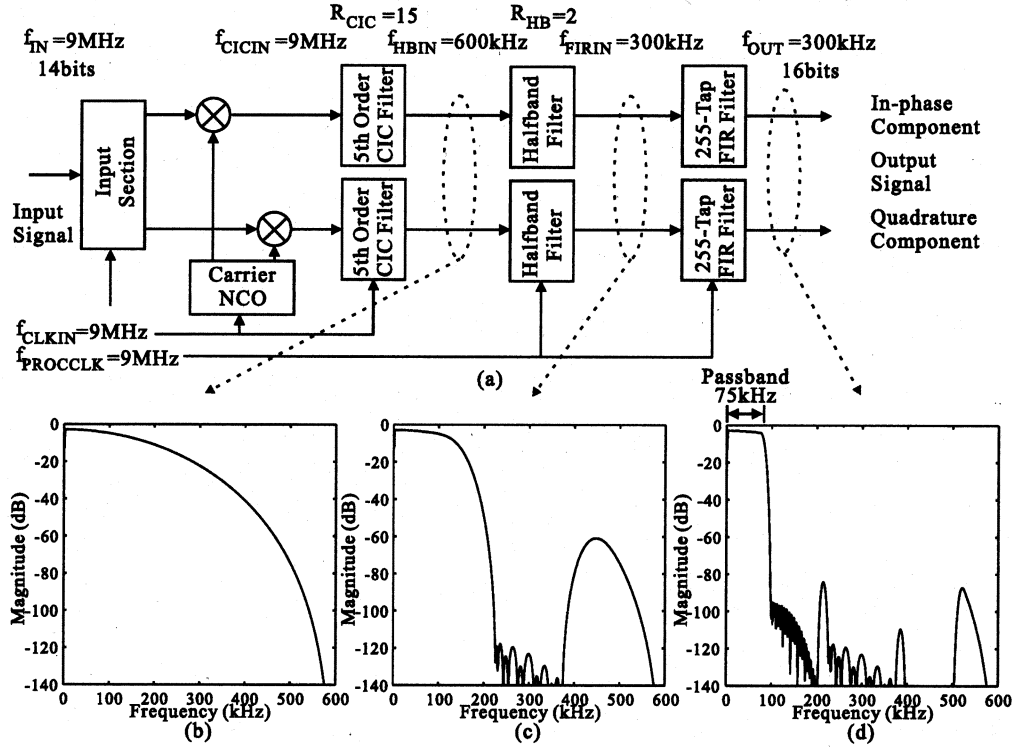 R_CIC=15
R_HB=2
f_IN=9MHz
f_CICIN=9MHz
f_HBIN=600kHz
f_FIRIN=300kHz
f_OUT=300kHz
14bits
16bits
Input Section
5th Order CIC Filter
Halfband Filter
255-Tap FIR Filter
In-phase Component
Output Signal
Input Signal
5th Order CIC Filter
Halfband Filter
255-Tap FIR Filter
Quadrature Component
Carrier NCO
f_CLKIN=9MHz
f_PROCCLK=9MHz
(a)
Passband
75kHz
0
-20
-40
-60
-80
-100
-120
-140
Magnitude (dB)
0 100 200 300 400 500 600
Frequency (kHz)
(b)
0
-20
-40
-60
-80
-100
-120
-140
Magnitude (dB)
0 100 200 300 400 500 600
Frequency (kHz)
(c)
0
-20
-40
-60
-80
-100
-120
-140
Magnitude (dB)
0 100 200 300 400 500 600
Frequency (kHz)
(d)